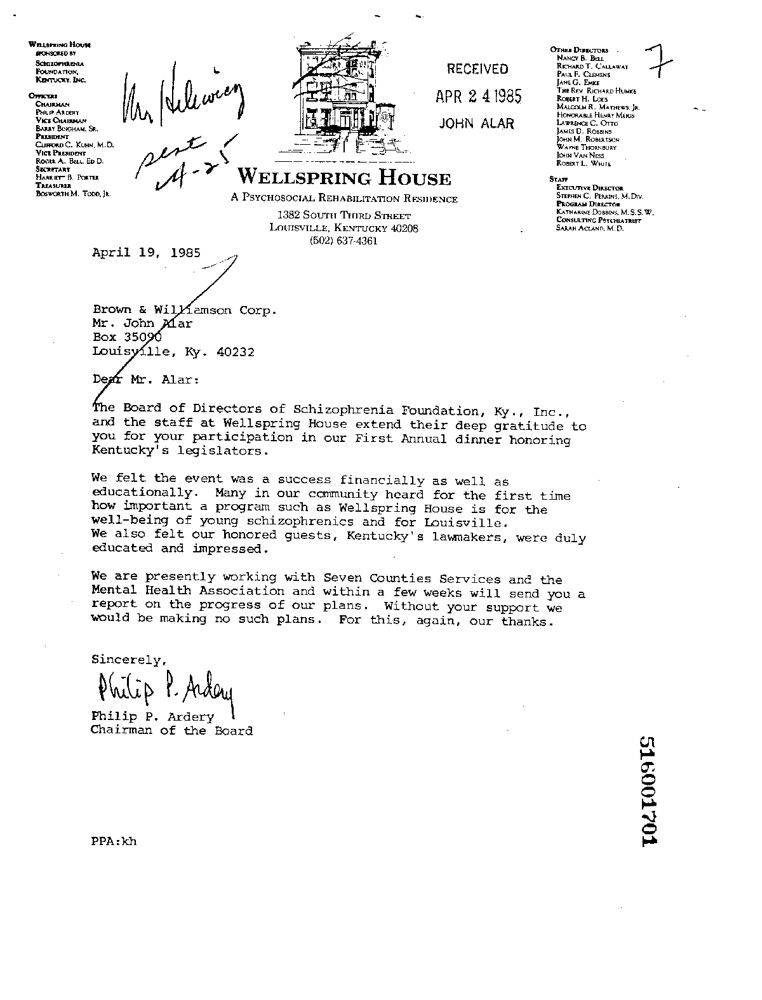 WELLSPRING HOUSE
SPONSORED BY
SCHIZOPHRENIA
FOUNDATION,
KENTUCKY, INC.
OFFICERS
CHAIRMAN
PHILIP ARDERY
VICE CHAIRMAN
BARRY BINGHAM, SR.
PRESIDENT
CLIFFORD C. KUHN, M.D.
VICE PRESIDENT
ROGER A. BELL, ED D.
SECRETARY
HARRIET B. PORTER
TREASURER
BOSWORTH M. TODD, JR.
Mr
sent
4-25
RECEIVED
APR 24 1985
JOHN ALAR
OTHER DIRECTORS
NANCY B. BELL
RICHARD T. CALLAWAY
PAUL F. CLEMENS
JANE G. EMKE
THE REV RICHARD HUMKE
ROBERT H. LOEB
MALCOLM R. MATHEWS JR.
HONORABLE HENRY MEIGS
LAWRENCE C. OTTO
JAMES D. ROBBINS
JOHN M. ROBERTSON
WAYNE THORNBURY
JOHN VAN NESS
ROBERT L. WHITE
STAFF
EXECUTIVE DIRECTOR
STEPHEN C. PERKINS, M.DIV.
PROGRAM DIRECTOR
KATHARINE DOBBINS, M.S.S.W.
CONSULTING PSYCHIATRIST
SARAH ACLAND, M.D.
7
WELLSPRING HOUSE
A PSYCHOSOCIAL REHABILITATION RESIDENCE
1382 SOUTH THIRD STREET
LOUISVILLE, KENTUCKY 40208
(502) 637-4361
April 19, 1985
Brown & Williamson Corp.
Mr. John Alar
Box 35090
Louisville, Ky. 40232
Dear Mr. Alar:
The Board of Directors of Schizophrenia Foundation, Ky., Inc.,
and the staff at Wellspring House extend their deep gratitude to
you for your participation in our First Annual dinner honoring
Kentucky's legislators.
We felt the event was a success financially as well as
educationally. Many in our community heard for the first time
how important a program such as Wellspring House is for the
well-being of young schizophrenics and for Louisville.
We also felt our honored guests, Kentucky's lawmakers, were duly
educated and impressed.
We are presently working with Seven Counties Services and the
Mental Health Association and within a few weeks will send you a
report on the progress of our plans. Without your support we
would be making no such plans. For this, again, our thanks.
Sincerely,
Philip P. Ardery
Philip P. Ardery
Chairman of the Board
516001701
PPA:kh